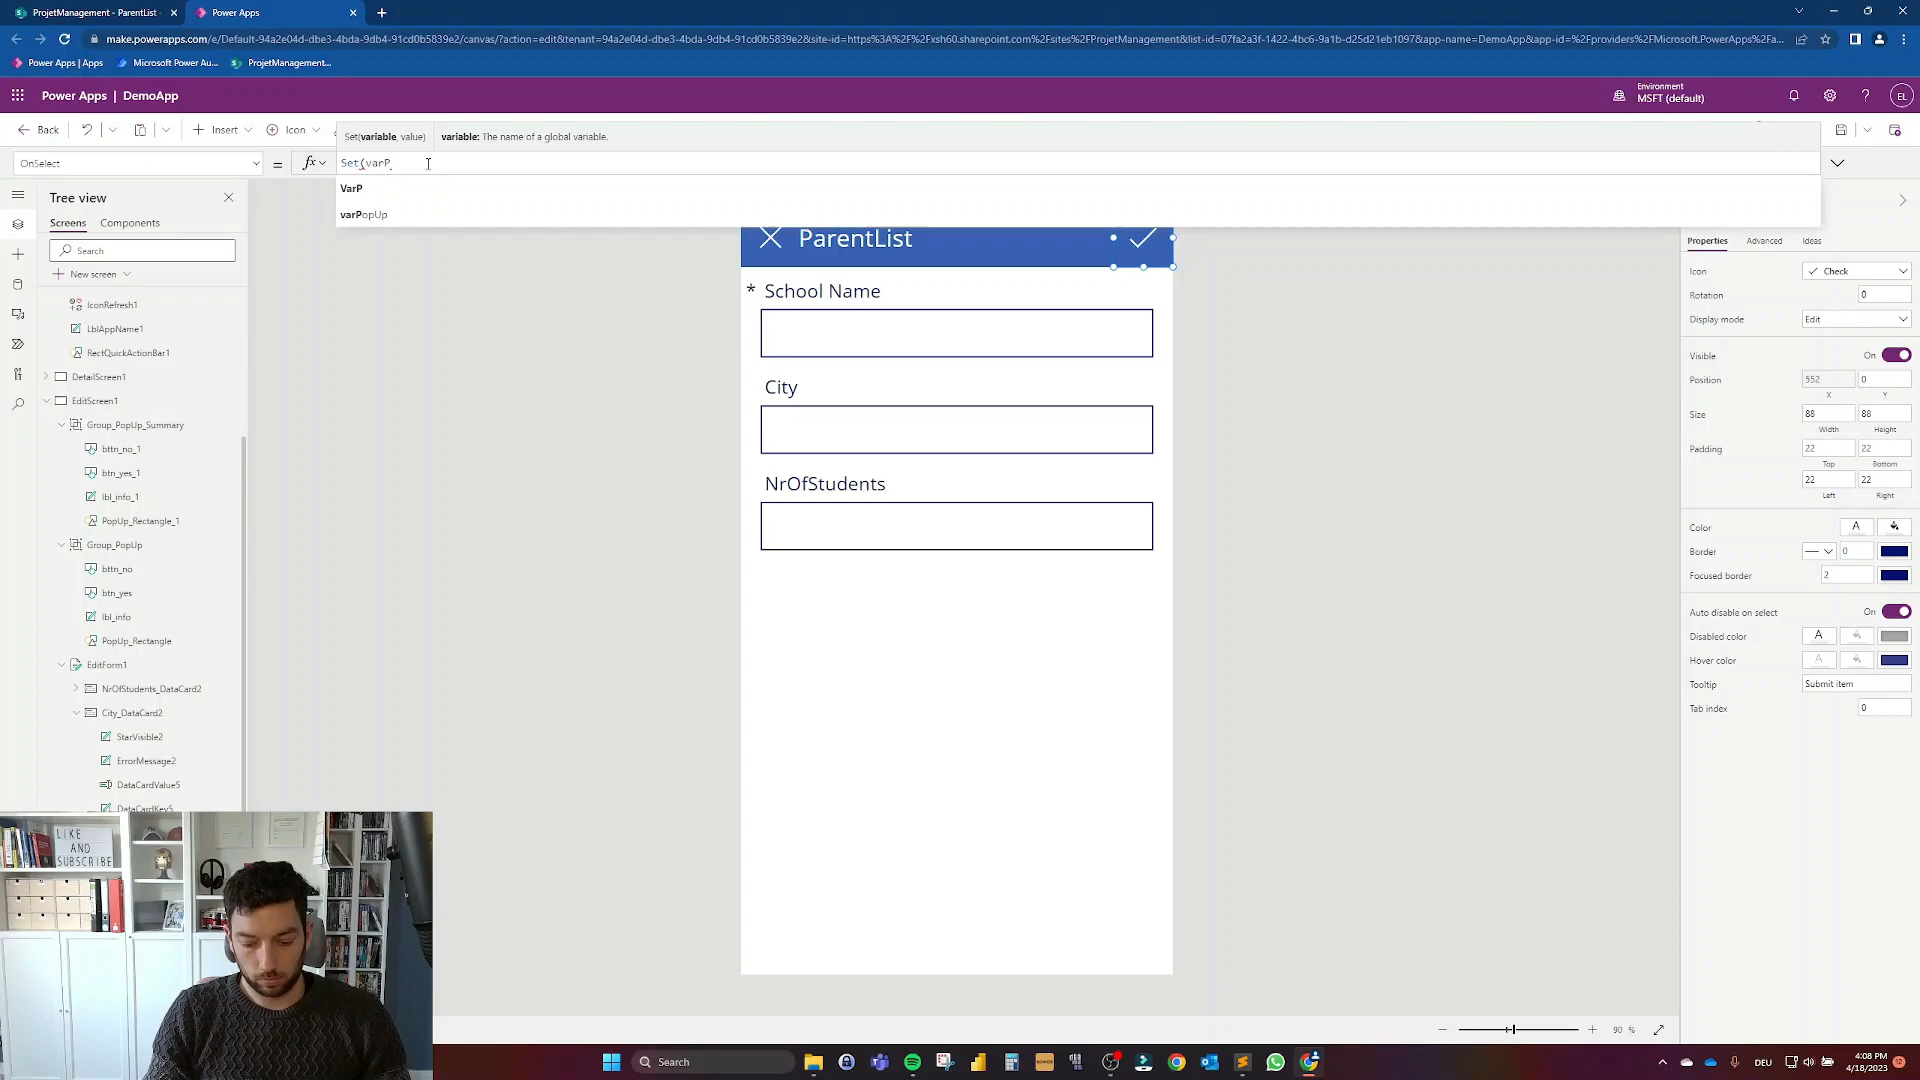 ProjetManagement - ParentList
Power Apps
make.powerapps.com/e/Default-94a2e04d-dbe3-4bda-9db4-91cd0b5839e2/canvas/?action=edit&tenant=94a2e04d-dbe3-4bda-9db4-91cd0b5839e2&site-id=https%3A%2F%2Fxsh60.sharepoint.com%2Fsites%2FProjetManagement&list-id=07fa2a3f-1422-4bc6-9a1b-d25d21eb1097&app-name=DemoApp&app-id=%2Fproviders%2FMicrosoft.PowerApps%2Fa...
Power Apps | Apps
Microsoft Power Au...
ProjetManagement...
Power Apps | DemoApp
Environment
MSFT (default)
EL
Back
Insert
Icon
Set(variable, value)
variable: The name of a global variable.
OnSelect
=
fx
Set(varP
VarP
varPopUp
Tree view
Screens
Components
Search
New screen
IconRefresh1
LblAppName1
RectQuickActionBar1
DetailScreen1
EditScreen1
Group_PopUp_Summary
bttn_no_1
btn_yes_1
lbl_info_1
PopUp_Rectangle_1
Group_PopUp
bttn_no
btn_yes
lbl_info
PopUp_Rectangle
EditForm1
NrOfStudents_DataCard2
City_DataCard2
StarVisible2
ErrorMessage2
DataCardValue5
DataCardKey5
ParentList
* School Name
City
NrOfStudents
Properties
Advanced
Ideas
Icon
Check
Rotation
0
Display mode
Edit
Visible
On
Position
552
0
X
Y
Size
88
88
Width
Height
Padding
22
22
Top
Bottom
22
22
Left
Right
Color
A
Border
0
Focused border
2
Auto disable on select
On
Disabled color
A
Hover color
A
Tooltip
Submit item
Tab index
0
LIKE
AND
SUBSCRIBE
90 %
Search
DEU
4:08 PM
4/18/2023